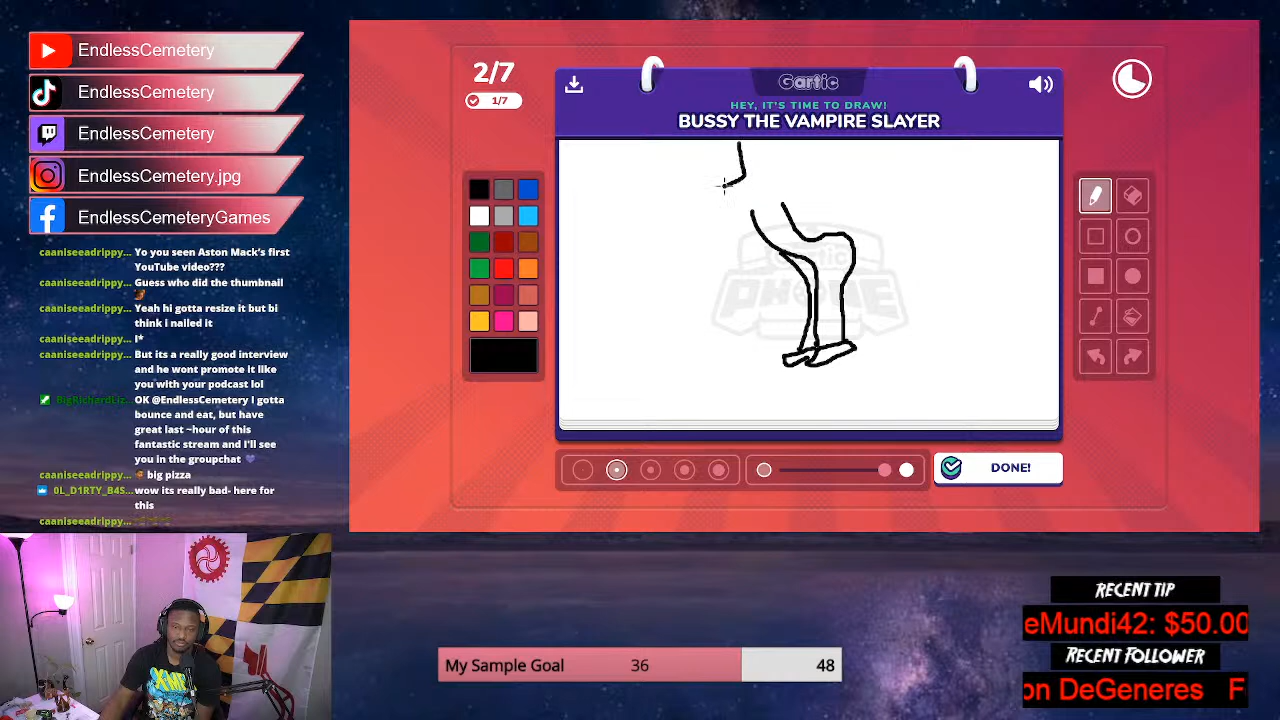 EndlessCemetery
EndlessCemetery
EndlessCemetery
EndlessCemetery.jpg
EndlessCemeteryGames
caaniseeadrippy... Yo you seen Aston Mack's first
YouTube video???
caaniseeadrippy... Guess who did the thumbnail
caaniseeadrippy... Yeah hi gotta resize it but bi
think i nailed it
caaniseeadrippy... I*
caaniseeadrippy... But its a really good interview
and he wont promote it like
you with your podcast lol
BigRichardLiz... OK @EndlessCemetery I gotta
bounce and eat, but have
great last ~hour of this
fantastic stream and I'll see
you in the groupchat
caaniseeadrippy... big pizza
0L_D1RTY_B4S... wow its really bad- here for
this
caaniseeadrippy...
2/7
1/7
Gartic
HEY, IT'S TIME TO DRAW!
BUSSY THE VAMPIRE SLAYER
Gartic
PHONE
DONE!
My Sample Goal 36 48
RECENT TIP
eMundi42: $50.00
RECENT FOLLOWER
on DeGeneres F